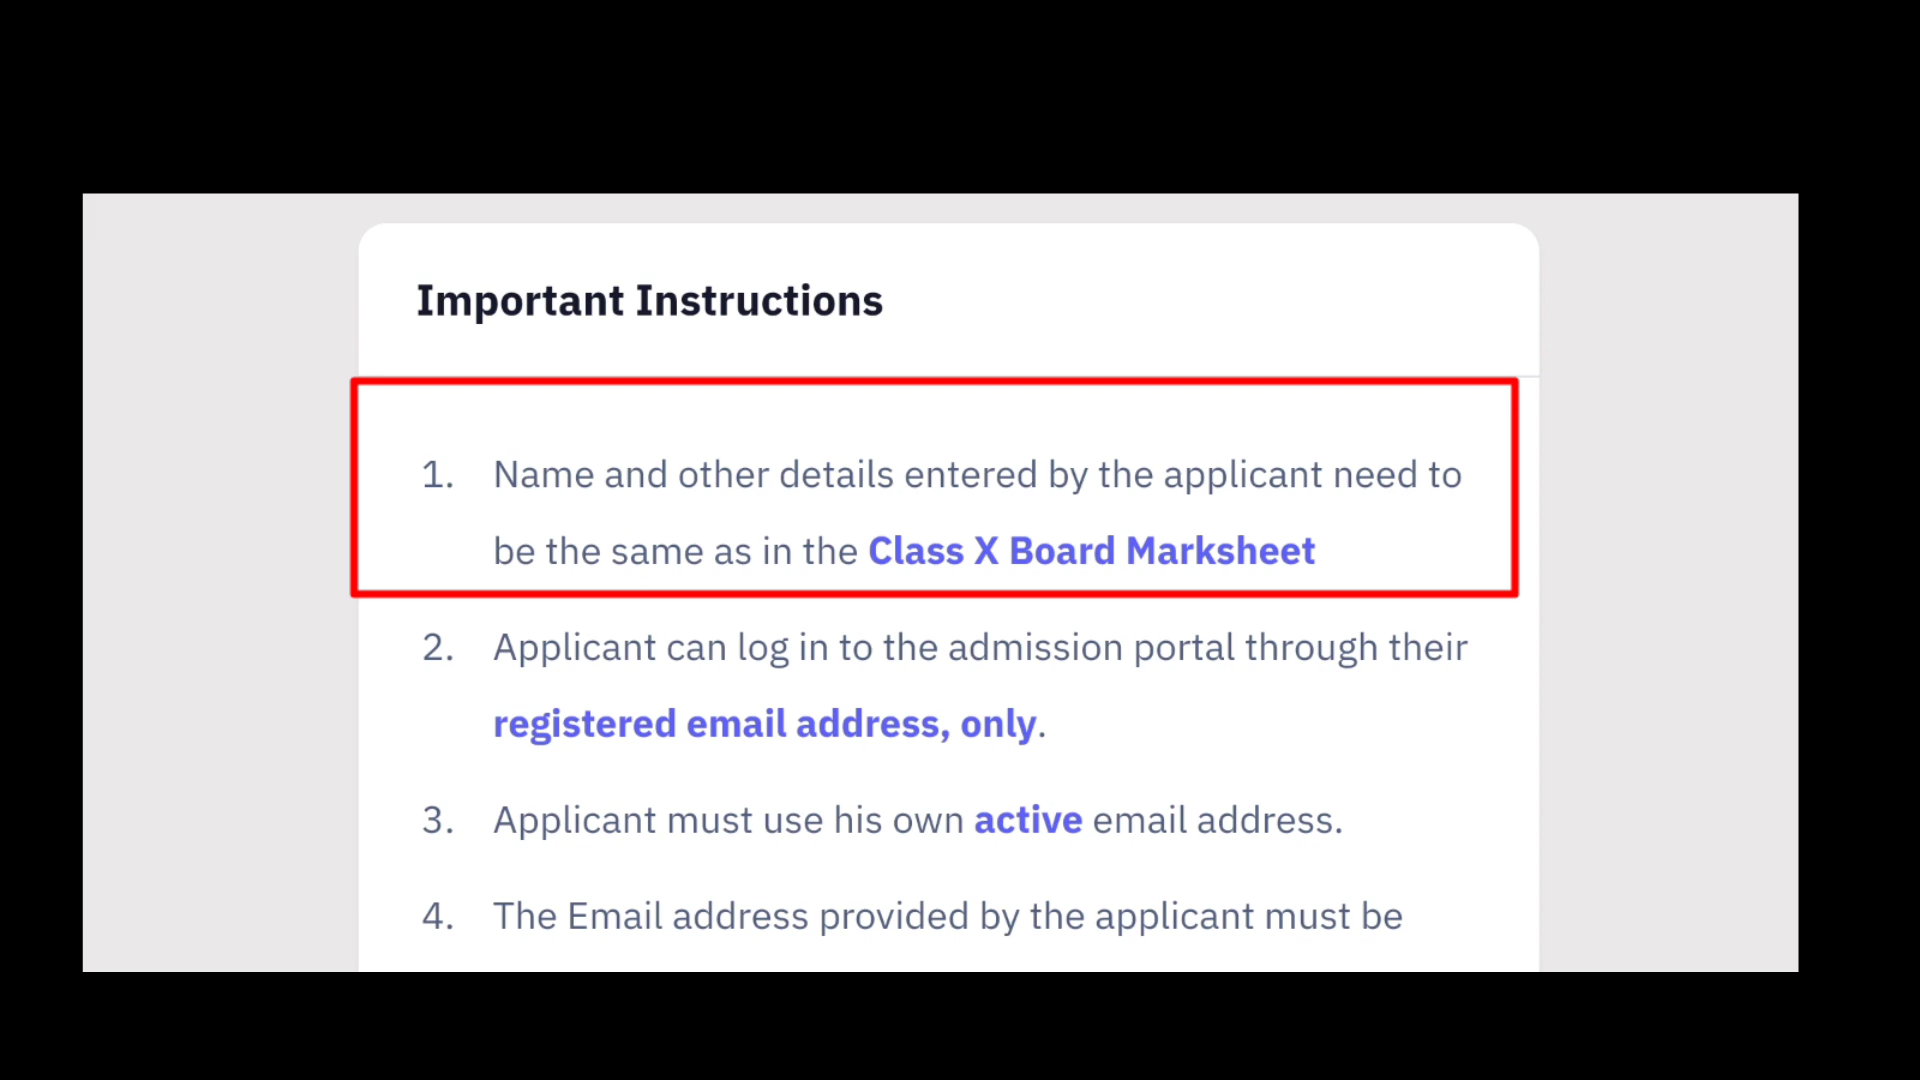 Important Instructions
1. Name and other details entered by the applicant need to
be the same as in the Class X Board Marksheet
2. Applicant can log in to the admission portal through their
registered email address, only.
3. Applicant must use his own active email address.
4. The Email address provided by the applicant must be